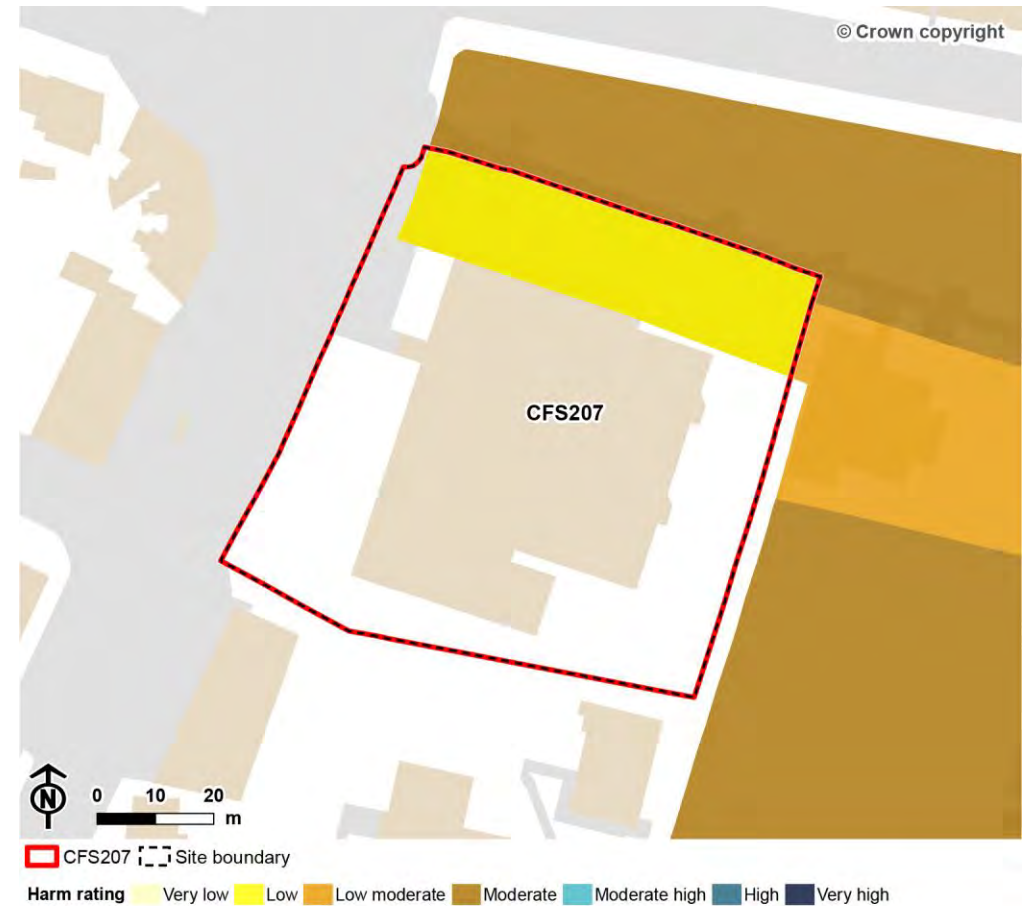 © Crown copyright
CFS207
N 0 10 20 m
CFS207 Site boundary
Harm rating Very low Low Low moderate Moderate Moderate high High Very high